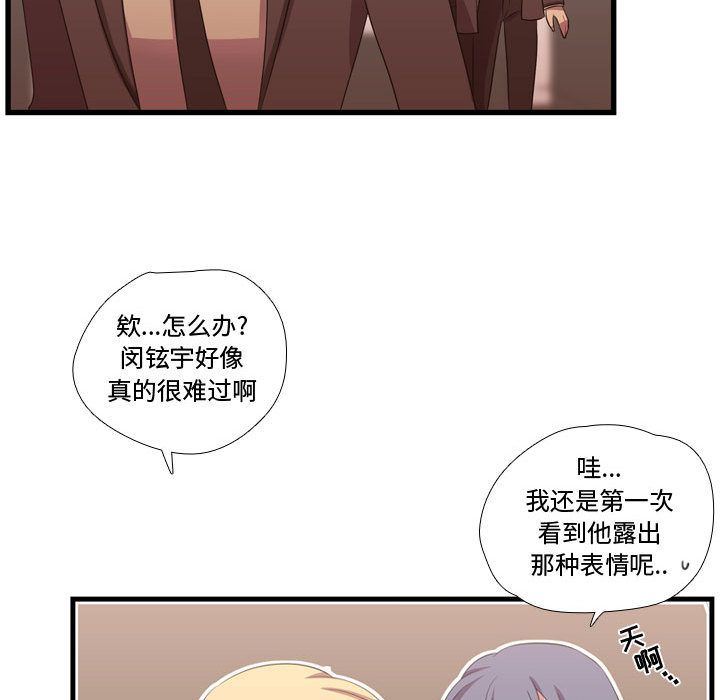 欸...怎么办?
闵铉宇好像
真的很难过啊
哇...
我还是第一次
看到他露出
那种表情呢..
天啊...